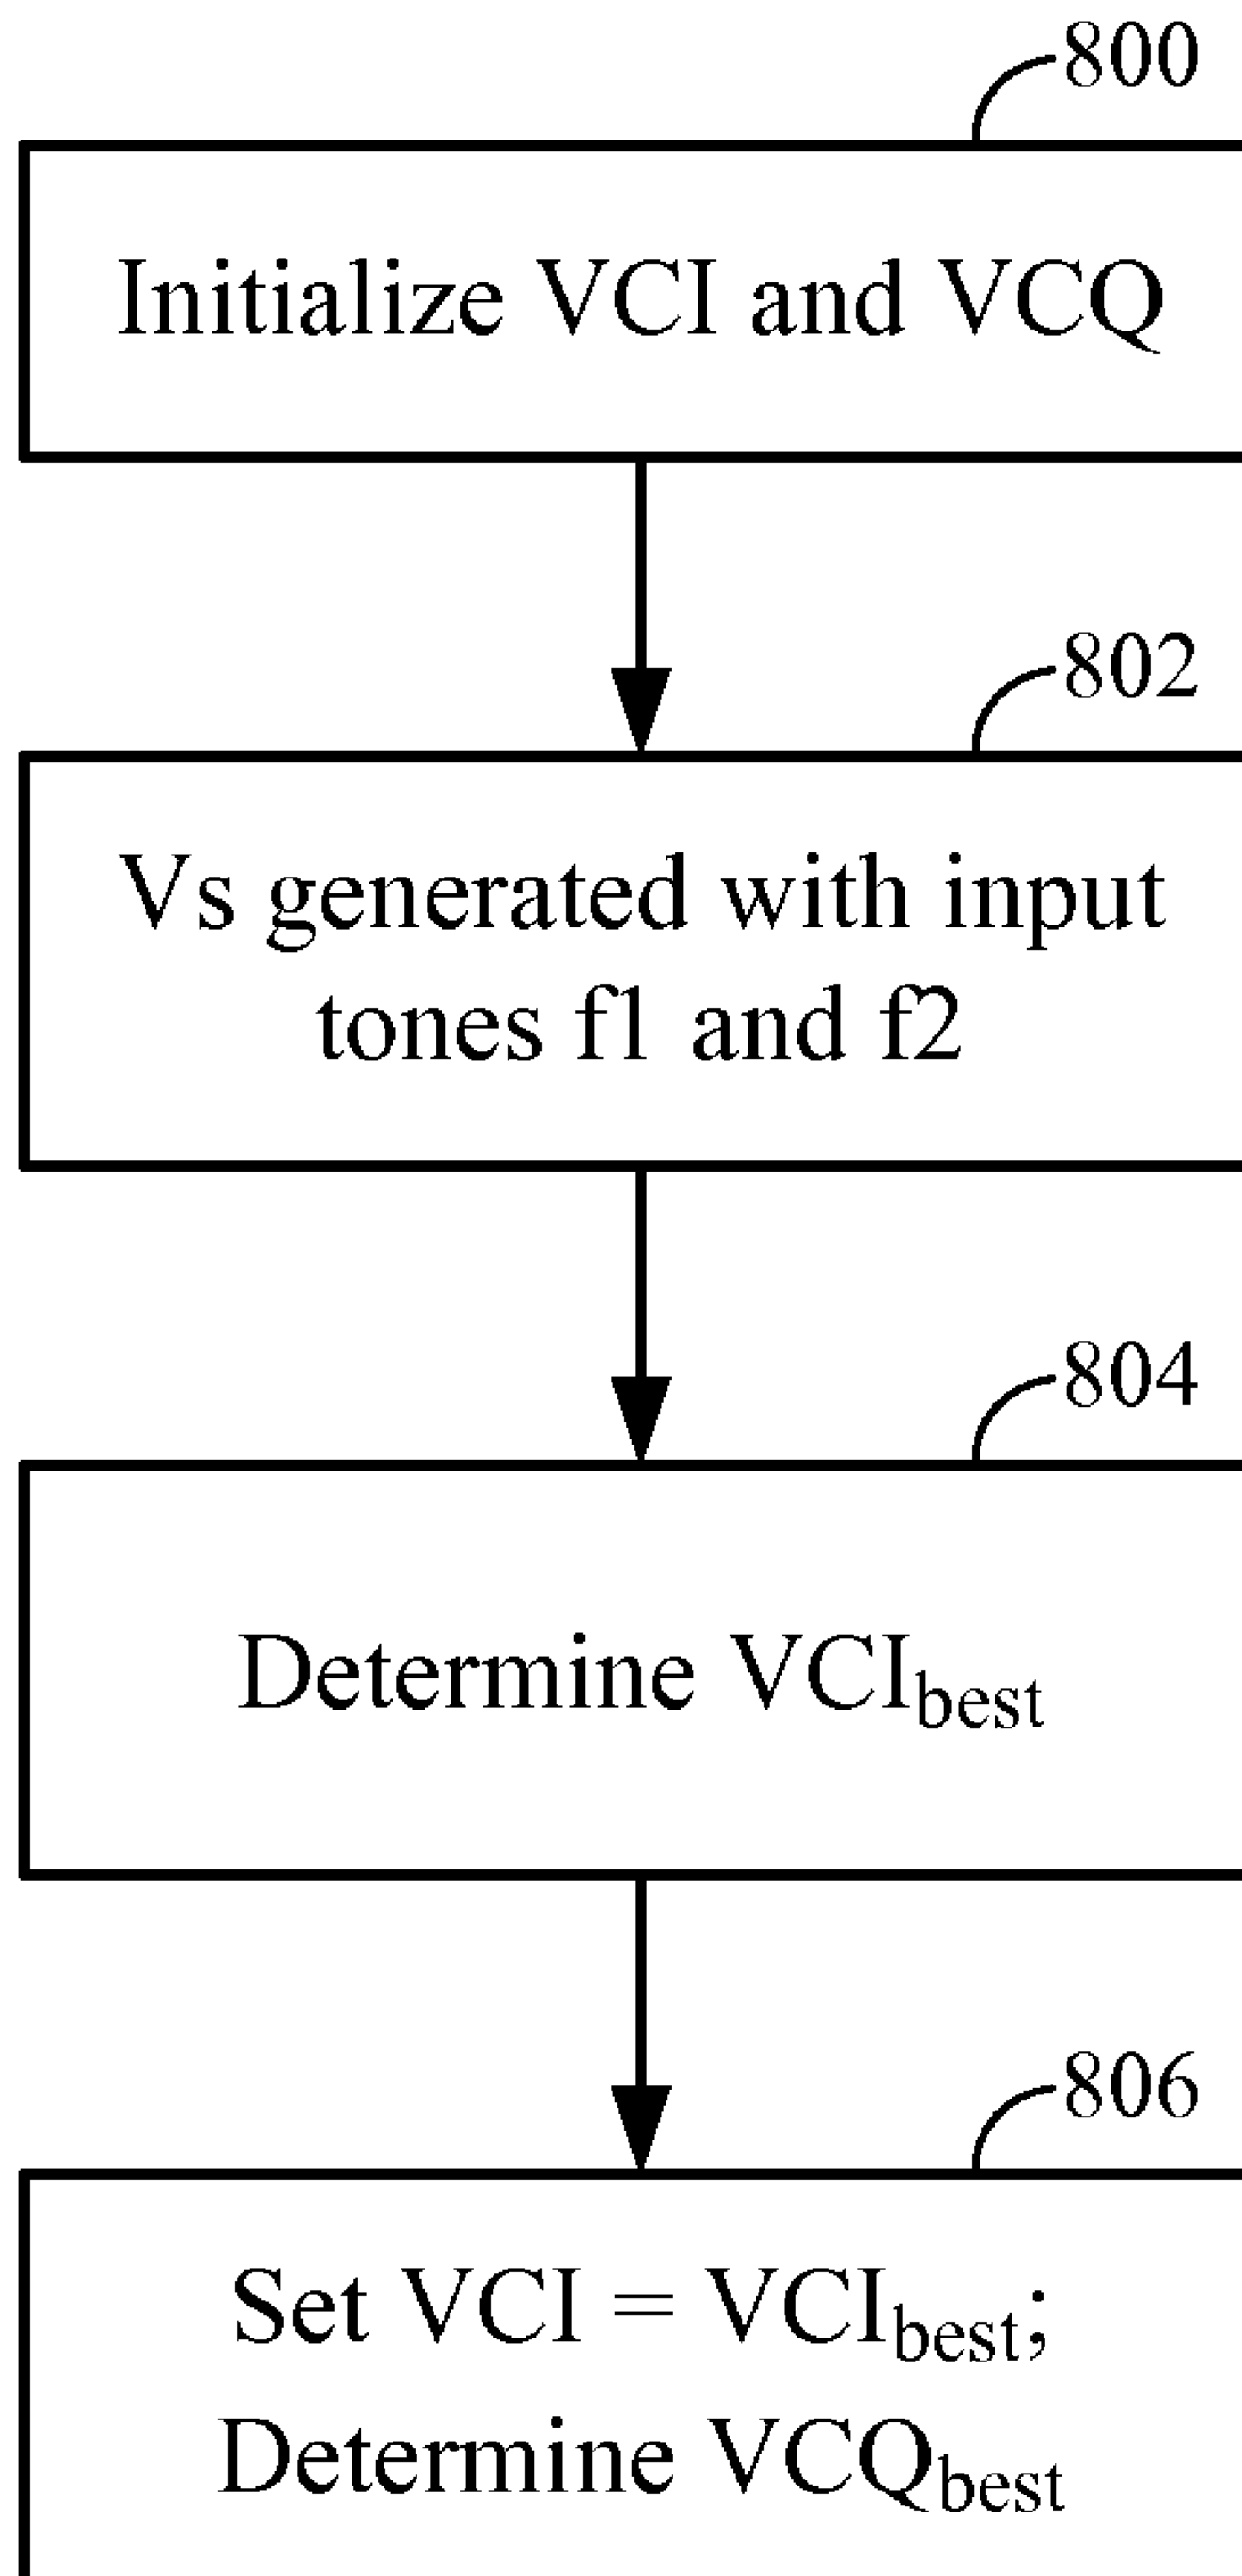 800
Initialize VCI and VCQ
802
Vs generated with input
tones f1 and f2
804
Determine VCIbest
806
Set VCI = VCIbest;
Determine VCQbest